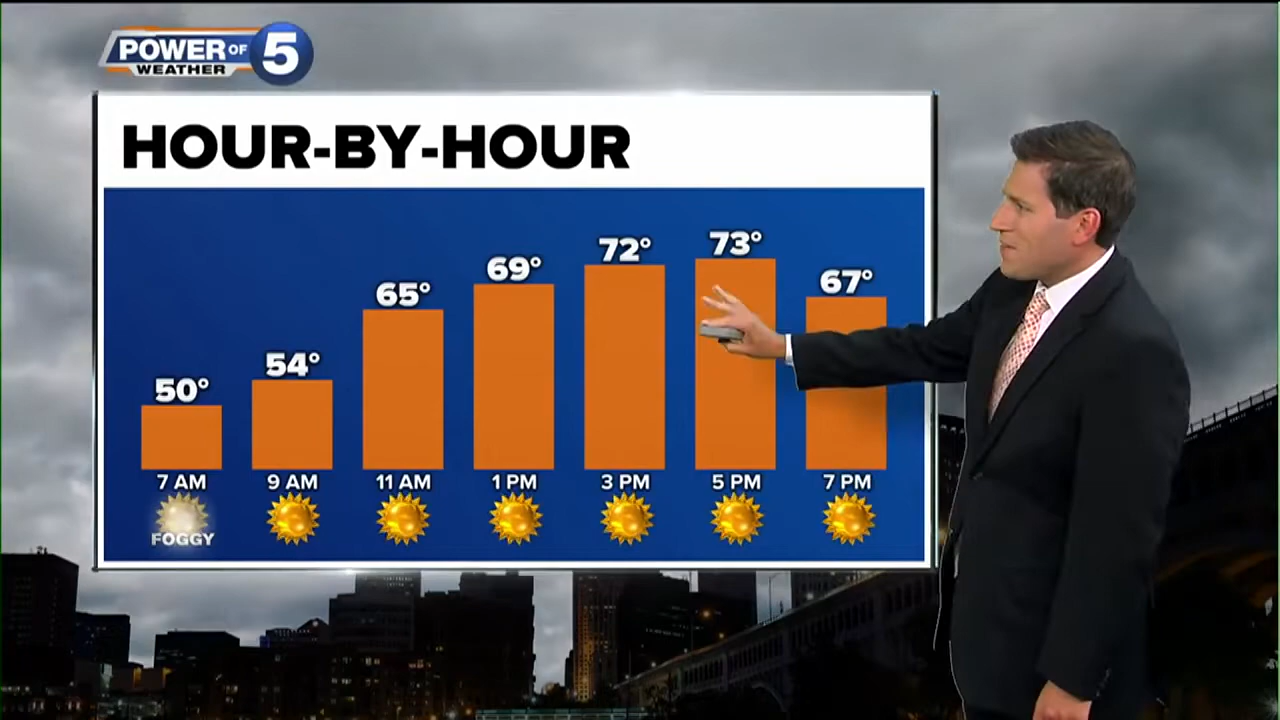 POWER OF 5
WEATHER
HOUR-BY-HOUR
50° 54° 65° 69° 72° 73° 67°
7 AM 9 AM 11 AM 1 PM 3 PM 5 PM 7 PM
FOGGY